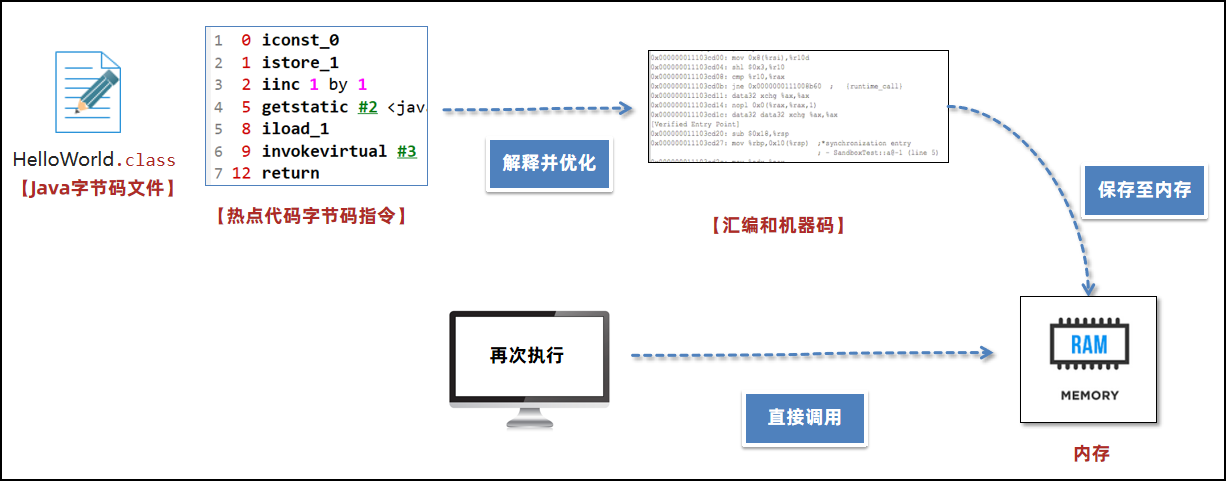 HelloWorld.class
【Java字节码文件】
1 0 iconst_0
2 1 istore_1
3 2 iinc 1 by 1
4 5 getstatic #2 <java
5 8 iload_1
6 9 invokevirtual #3
7 12 return
【热点代码字节码指令】
解释并优化
0x000000011103cd00: mov 0x8(%rsi),%r10d
0x000000011103cd04: shl $0x3,%r10
0x000000011103cd08: cmp %r10,%rax
0x000000011103cd0b: jne 0x0000000111008b60 ; (runtime_call)
0x000000011103cd11: data32 xchg %ax,%ax
0x000000011103cd14: nopl 0x0(%rax,%rax,1)
0x000000011103cd1c: data32 data32 xchg %ax,%ax
[Verified Entry Point]
0x000000011103cd20: sub $0x18,%rsp
0x000000011103cd27: mov %rbp,0x10(%rsp) ;*synchronization entry
; - SandboxTest::a@-1 (line 5)
【汇编和机器码】
保存至内存
再次执行
直接调用
RAM
MEMORY
内存